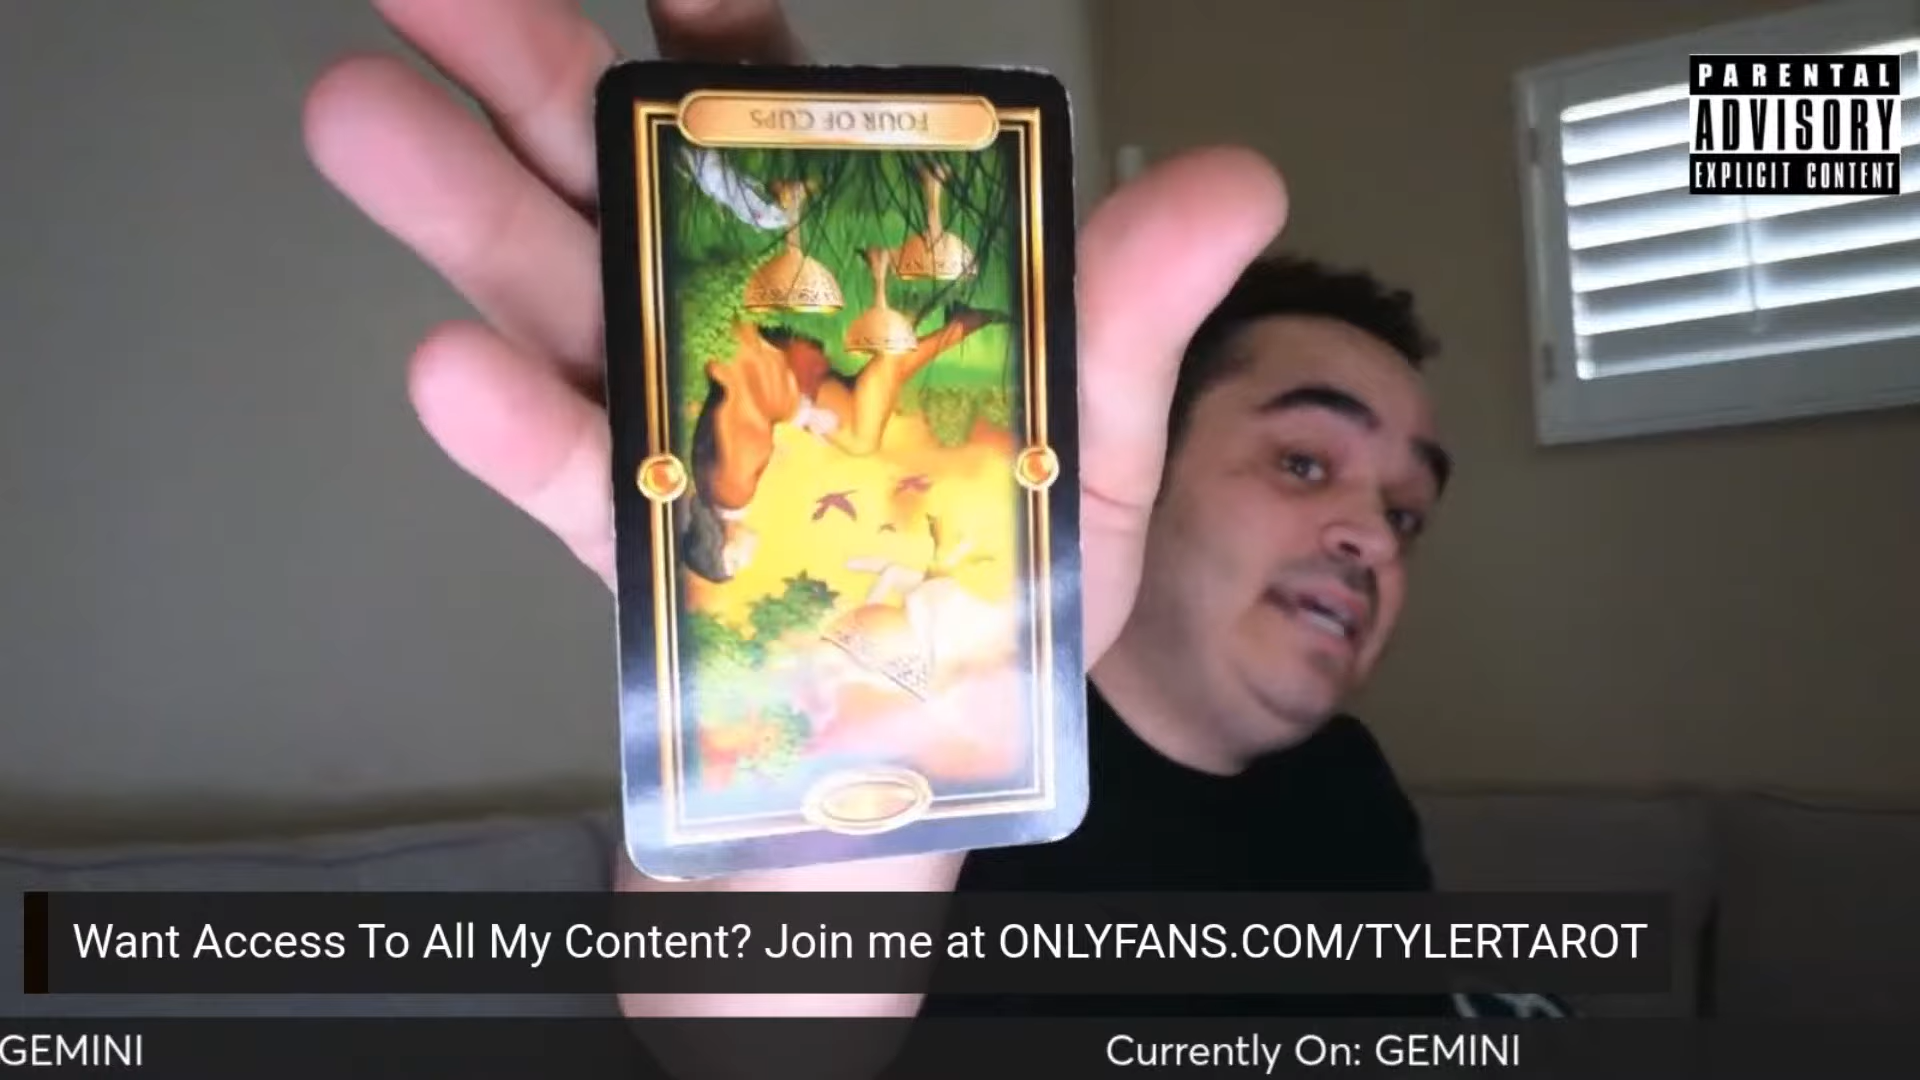 PARENTAL
ADVISORY
EXPLICIT CONTENT
FOUR OF CUPS
Want Access To All My Content? Join me at ONLYFANS.COM/TYLERTAROT
GEMINI
Currently On: GEMINI